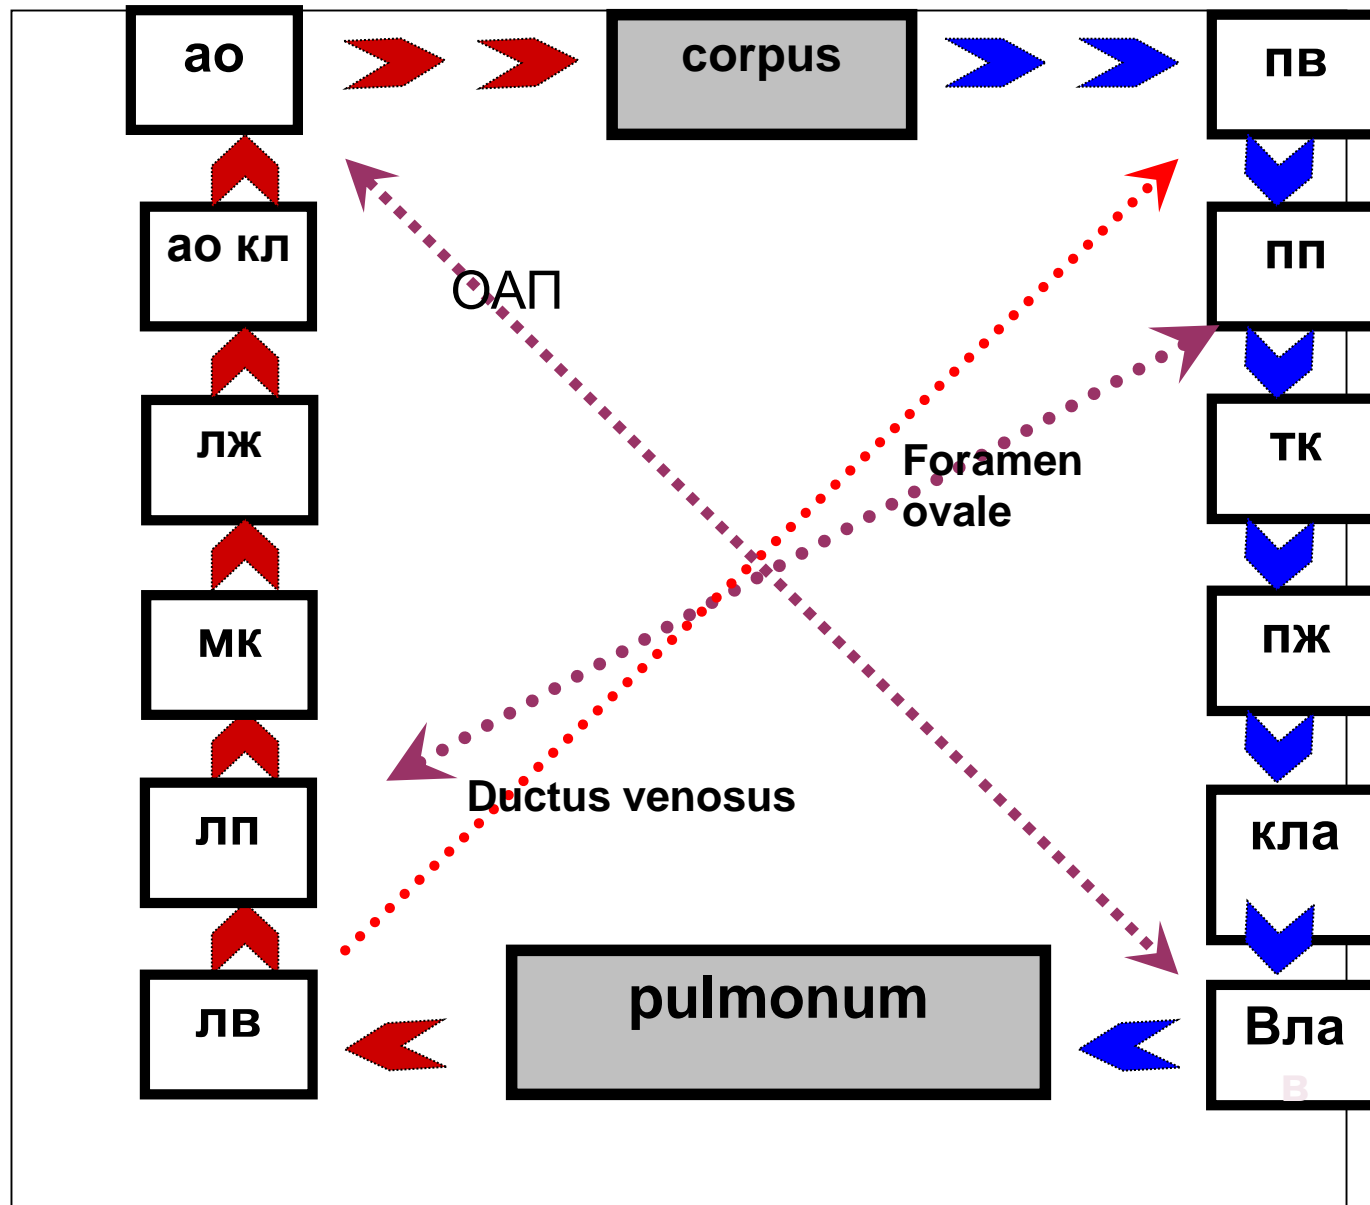 ао
corpus
пв
ао кл
пп
ОАП
лж
Foramen
ovale
тк
мк
пж
Ductus venosus
лп
кла
лв
pulmonum
Вла
в